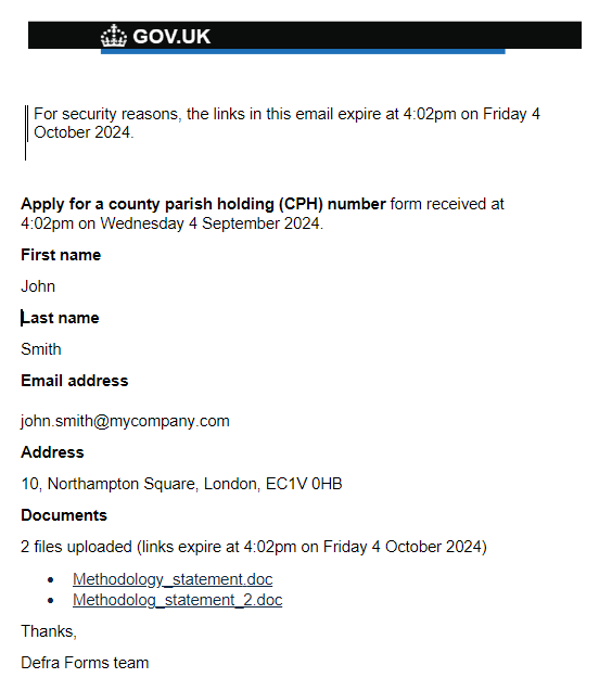 GOV.UK
For security reasons, the links in this email expire at 4:02pm on Friday 4
October 2024.
Apply for a county parish holding (CPH) number form received at
4:02pm on Wednesday 4 September 2024.
First name
John
Last name
Smith
Email address
john.smith@mycompany.com
Address
10, Northampton Square, London, EC1V 0HB
Documents
2 files uploaded (links expire at 4:02pm on Friday 4 October 2024)
• Methodology_statement.doc
• Methodolog_statement_2.doc
Thanks,
Defra Forms team